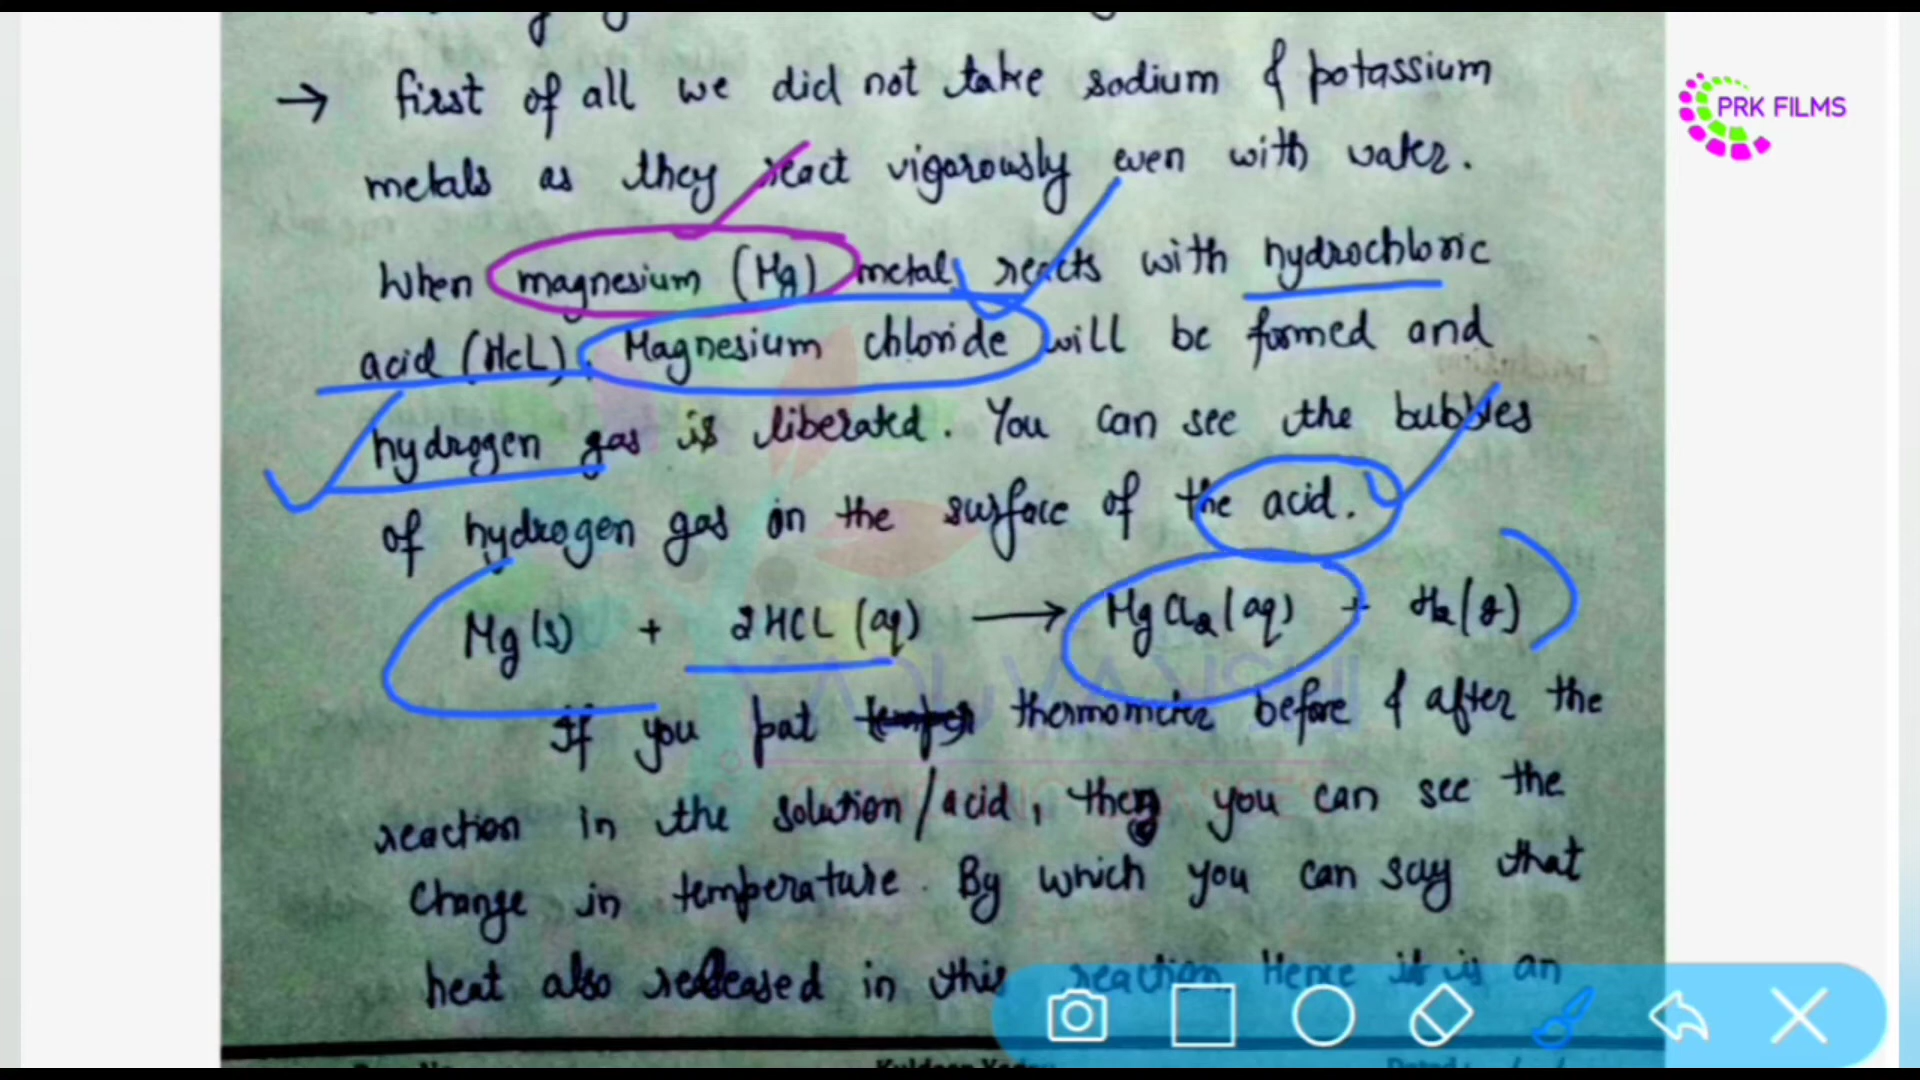 → first of all we did not take sodium & potassium
PRK FILMS
metals as they react vigorously even with water.
When magnesium (Mg) metal reacts with hydrochloric
acid (HCL), Magnesium chloride will be formed and
hydrogen gas is liberated. You can see the bubbles
of hydrogen gas on the surface of the acid.
Mg(s) + 2HCL (aq) → MgCl2(aq) + H2(g)
If you put thermometer before & after the
reaction in the solution/acid, then you can see the
change in temperature. By which you can say that
heat also released in this reaction. Hence it is an